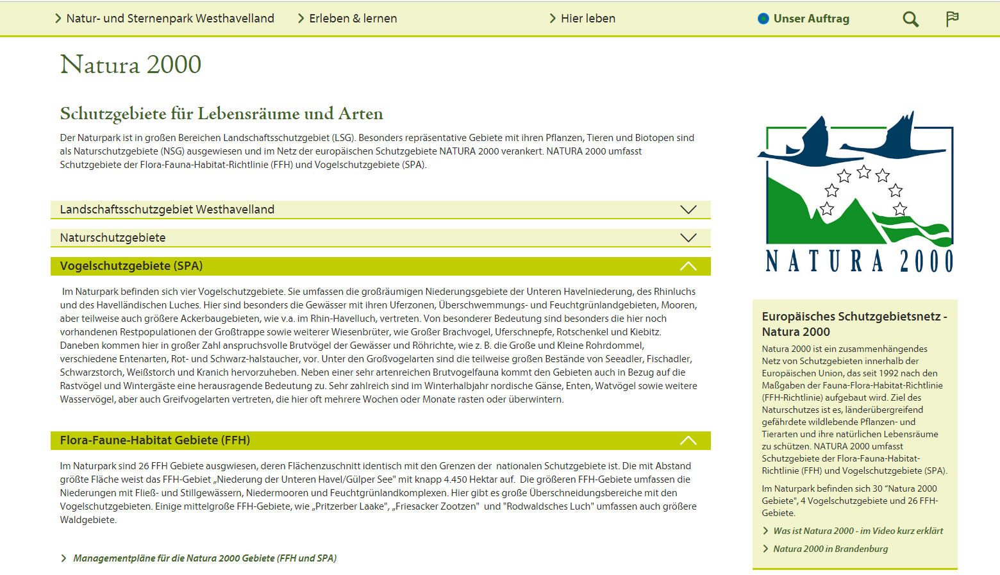 Natur- und Sternenpark Westhavelland
Erleben & lernen
Hier leben
Unser Auftrag
Natura 2000
Schutzgebiete für Lebensräume und Arten
Der Naturpark ist in großen Bereichen Landschaftsschutzgebiet (LSG). Besonders repräsentative Gebiete mit ihren Pflanzen, Tieren und Biotopen sind
als Naturschutzgebiete (NSG) ausgewiesen und im Netz der europäischen Schutzgebiete NATURA 2000 verankert. NATURA 2000 umfasst
Schutzgebiete der Flora-Fauna-Habitat-Richtlinie (FFH) und Vogelschutzgebiete (SPA).
Landschaftsschutzgebiet Westhavelland
Naturschutzgebiete
Vogelschutzgebiete (SPA)
Im Naturpark befinden sich vier Vogelschutzgebiete. Sie umfassen die großräumigen Niederungsgebiete der Unteren Havelniederung, des Rhinluchs
und des Havelländischen Luches. Hier sind besonders die Gewässer mit ihren Uferzonen, Überschwemmungs- und Feuchtgrünlandgebieten, Mooren,
aber teilweise auch größere Ackerbaugebieten, wie v.a. im Rhin-Havelluch, vertreten. Von besonderer Bedeutung sind besonders die hier noch
vorhandenen Restpopulationen der Großtrappe sowie weiterer Wiesenbrüter, wie Großer Brachvogel, Uferschnepfe, Rotschenkel und Kiebitz.
Daneben kommen hier in großer Zahl anspruchsvolle Brutvögel der Gewässer und Röhrichte, wie z. B. die Große und Kleine Rohrdommel,
verschiedene Entenarten, Rot- und Schwarz-halstaucher, vor. Unter den Großvogelarten sind die teilweise großen Bestände von Seeadler, Fischadler,
Schwarzstorch, Weißstorch und Kranich hervorzuheben. Neben einer sehr artenreichen Brutvogelfauna kommt den Gebieten auch in Bezug auf die
Rastvögel und Wintergäste eine herausragende Bedeutung zu. Sehr zahlreich sind im Winterhalbjahr nordische Gänse, Enten, Watvögel sowie weitere
Wasservögel, aber auch Greifvogelarten vertreten, die hier oft mehrere Wochen oder Monate rasten oder überwintern.
Flora-Faune-Habitat Gebiete (FFH)
Im Naturpark sind 26 FFH Gebiete ausgwiesen, deren Flächenzuschnitt identisch mit den Grenzen der  nationalen Schutzgebiete ist. Die mit Abstand
größte Fläche weist das FFH-Gebiet „Niederung der Unteren Havel/Gülper See" mit knapp 4.450 Hektar auf.  Die größeren FFH-Gebiete umfassen die
Niederungen mit Fließ- und Stillgewässern, Niedermooren und Feuchtgrünlandkomplexen. Hier gibt es große Überschneidungsbereiche mit den
Vogelschutzgebieten. Einige mittelgroße FFH-Gebiete, wie „Pritzerber Laake", „Friesacker Zootzen"  und "Rodwaldsches Luch" umfassen auch größere
Waldgebiete.
Managementpläne für die Natura 2000 Gebiete (FFH und SPA)
NATURA 2000
Europäisches Schutzgebietsnetz -
Natura 2000
Natura 2000 ist ein zusammenhängendes
Netz von Schutzgebieten innerhalb der
Europäischen Union, das seit 1992 nach den
Maßgaben der Fauna-Flora-Habitat-Richtlinie
(FFH-Richtlinie) aufgebaut wird. Ziel des
Naturschutzes ist es, länderübergreifend
gefährdete wildlebende Pflanzen- und
Tierarten und ihre natürlichen Lebensräume
zu schützen. NATURA 2000 umfasst
Schutzgebiete der Flora-Fauna-Habitat-
Richtlinie (FFH) und Vogelschutzgebiete (SPA).
Im Naturpark befinden sich 30 “Natura 2000
Gebiete", 4 Vogelschutzgebiete und 26 FFH-
Gebiete.
Was ist Natura 2000 - im Video kurz erklärt
Natura 2000 in Brandenburg